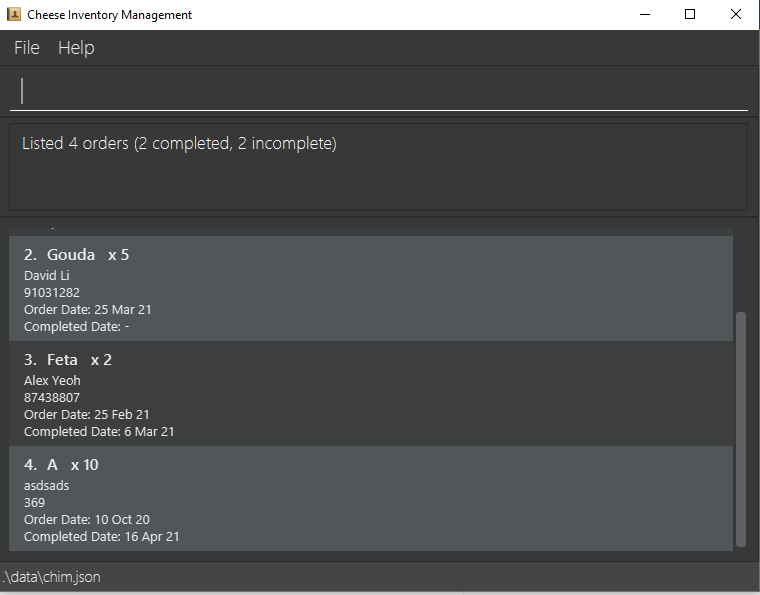 Cheese Inventory Management
File Help
Listed 4 orders (2 completed, 2 incomplete)
2. Gouda x 5
David Li
91031282
Order Date: 25 Mar 21
Completed Date: -
3. Feta x 2
Alex Yeoh
87438807
Order Date: 25 Feb 21
Completed Date: 6 Mar 21
4. A x 10
asdsads
369
Order Date: 10 Oct 20
Completed Date: 16 Apr 21
.\data\chim.json